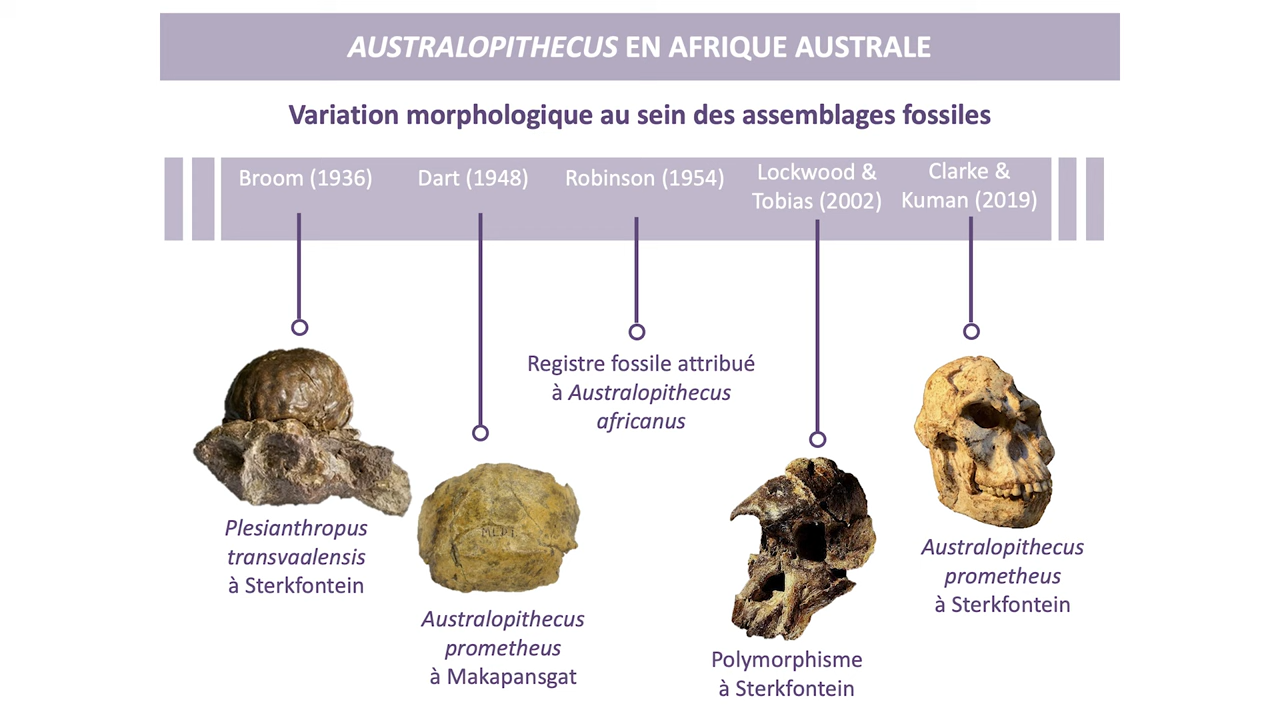 AUSTRALOPITHECUS EN AFRIQUE AUSTRALE
Variation morphologique au sein des assemblages fossiles
Broom (1936)
Dart (1948)
Robinson (1954)
Lockwood &
Tobias (2002)
Clarke &
Kuman (2019)
Plesianthropus
transvaalensis
à Sterkfontein
MLD1
Australopithecus
prometheus
à Makapansgat
Registre fossile attribué
à Australopithecus
africanus
Polymorphisme
à Sterkfontein
Australopithecus
prometheus
à Sterkfontein